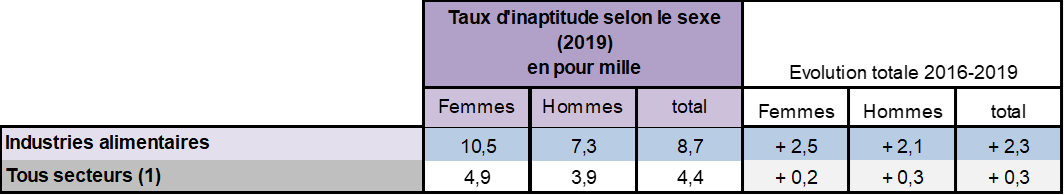 Taux d'inaptitude selon le sexe
(2019)
en pour mille
Evolution totale 2016-2019
Femmes Hommes total Femmes Hommes total
Industries alimentaires 10,5 7,3 8,7 + 2,5 + 2,1 + 2,3
Tous secteurs (1) 4,9 3,9 4,4 + 0,2 + 0,3 + 0,3